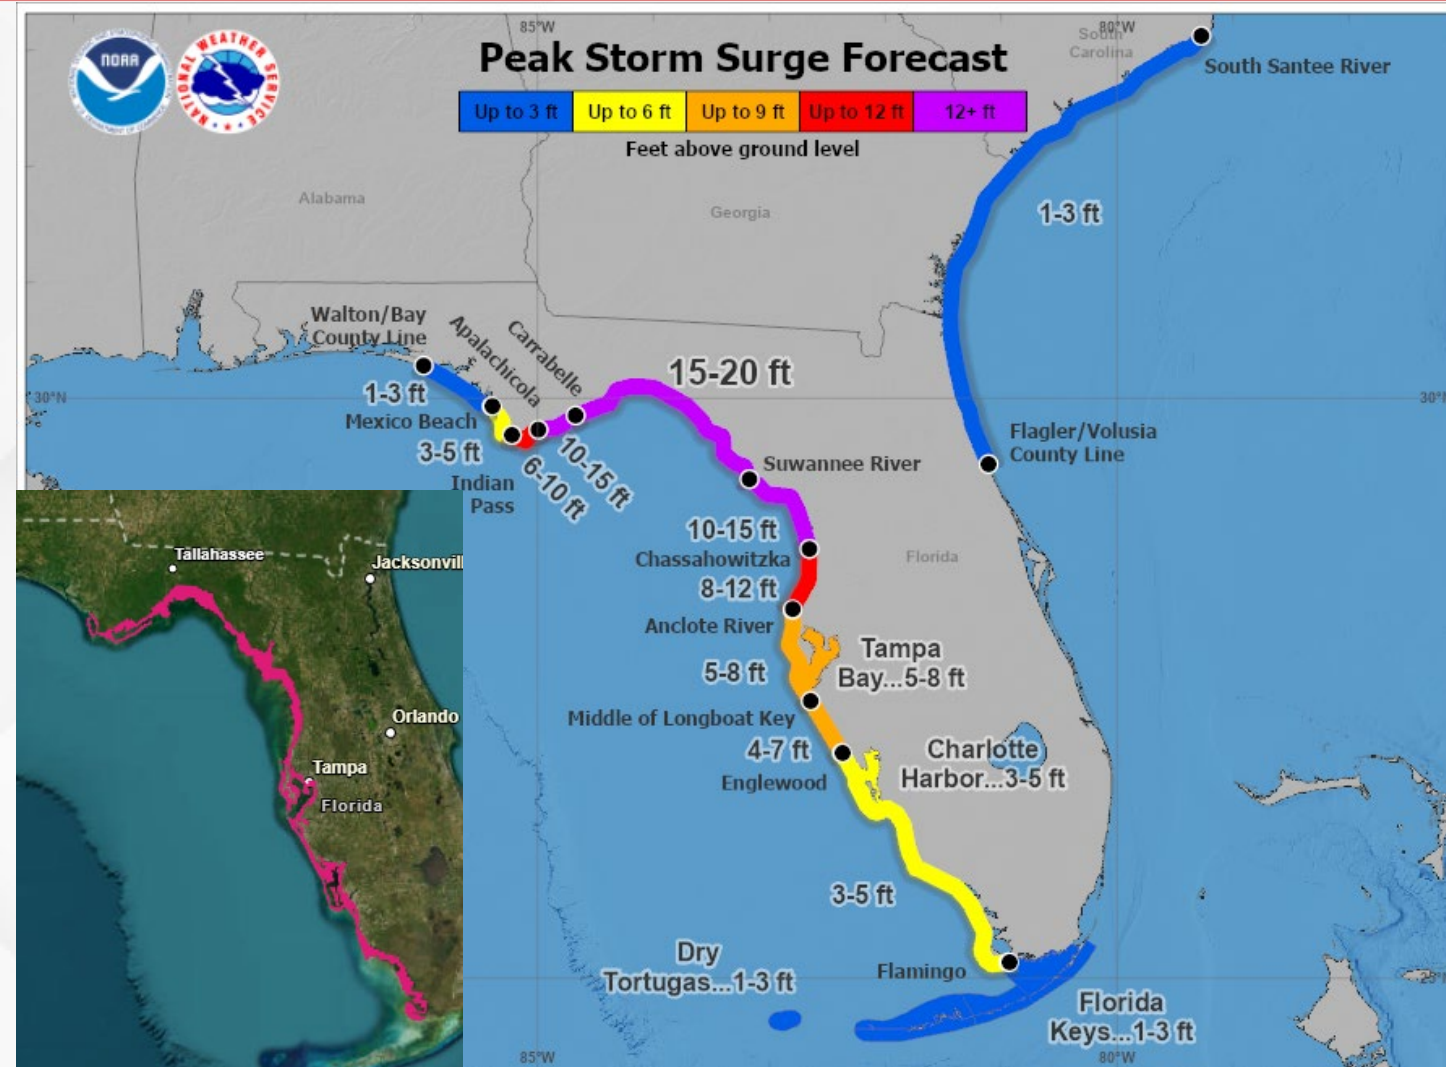 85°W
80°W
NOAA
NATIONAL WEATHER SERVICE
Peak Storm Surge Forecast
South
Carolina
South Santee River
Up to 3 ft
Up to 6 ft
Up to 9 ft
Up to 12 ft
12+ ft
Feet above ground level
Alabama
Georgia
1-3 ft
Walton/Bay
County Line
Apalachicola
Carrabelle
15-20 ft
30°N
1-3 ft
30°N
Mexico Beach
3-5 ft
Indian
Pass
6-10 ft
10-15 ft
Suwannee River
Flagler/Volusia
County Line
10-15 ft
Chassahowitzka
Florida
8-12 ft
Anclote River
Tampa
Bay...5-8 ft
5-8 ft
Middle of Longboat Key
4-7 ft
Charlotte
Harbor...3-5 ft
Englewood
3-5 ft
Dry
Tortugas...1-3 ft
Flamingo
Florida
Keys...1-3 ft
85°W
80°W
Tallahassee
Jacksonvill
Orlando
Tampa
Florida